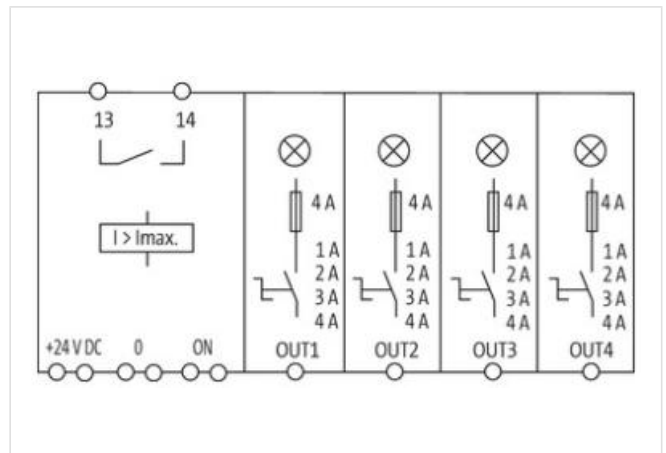 13 14
I > Imax.
+24 V DC 0 ON
4 A
1 A
2 A
3 A
4 A
OUT1
4 A
1 A
2 A
3 A
4 A
OUT2
4 A
1 A
2 A
3 A
4 A
OUT3
4 A
1 A
2 A
3 A
4 A
OUT4